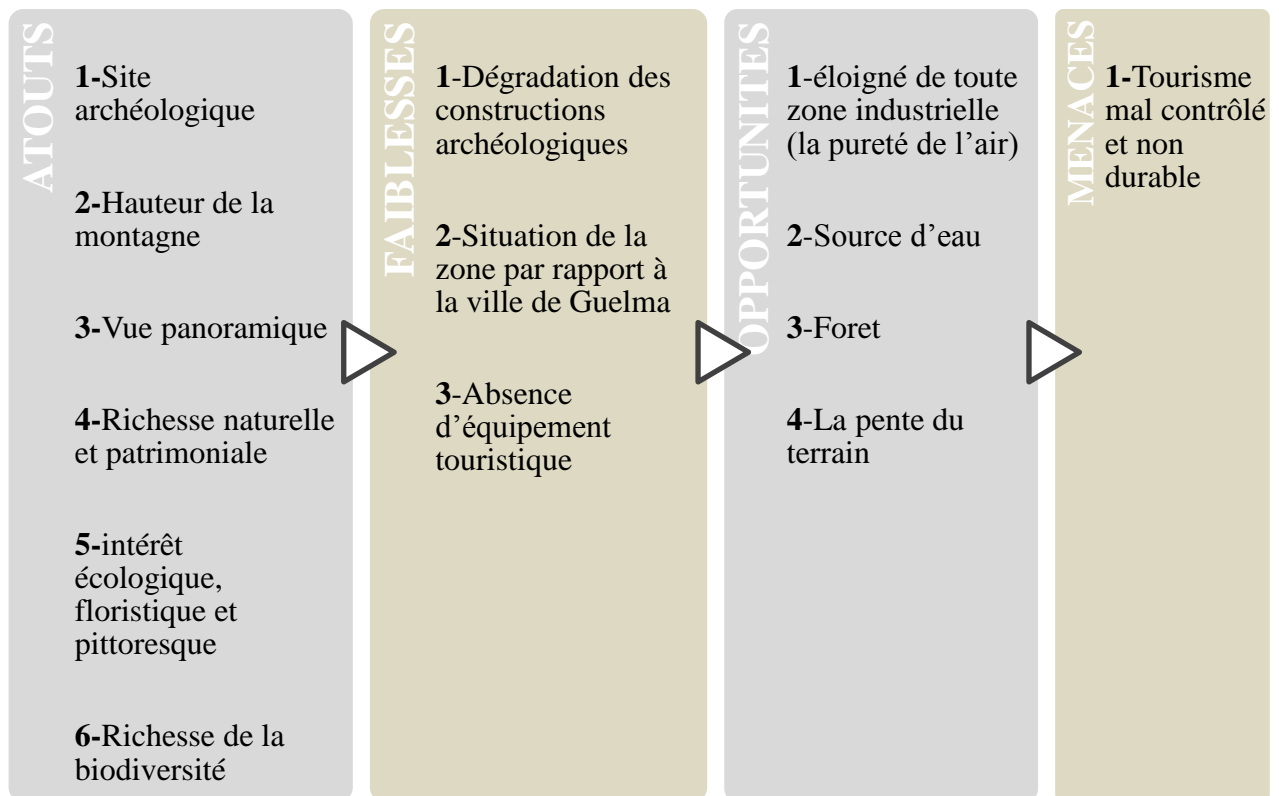 ATOUTS
1-Site
archéologique
2-Hauteur de la
montagne
3-Vue panoramique
4-Richesse naturelle
et patrimoniale
5-intérêt
écologique,
floristique et
pittoresque
6-Richesse de la
biodiversité
FAIBLESSES
1-Dégradation des
constructions
archéologiques
2-Situation de la
zone par rapport à
la ville de Guelma
3-Absence
d’équipement
touristique
OPPORTUNITES
1-éloigné de toute
zone industrielle
(la pureté de l’air)
2-Source d’eau
3-Foret
4-La pente du
terrain
MENACES
1-Tourisme
mal contrôlé
et non
durable